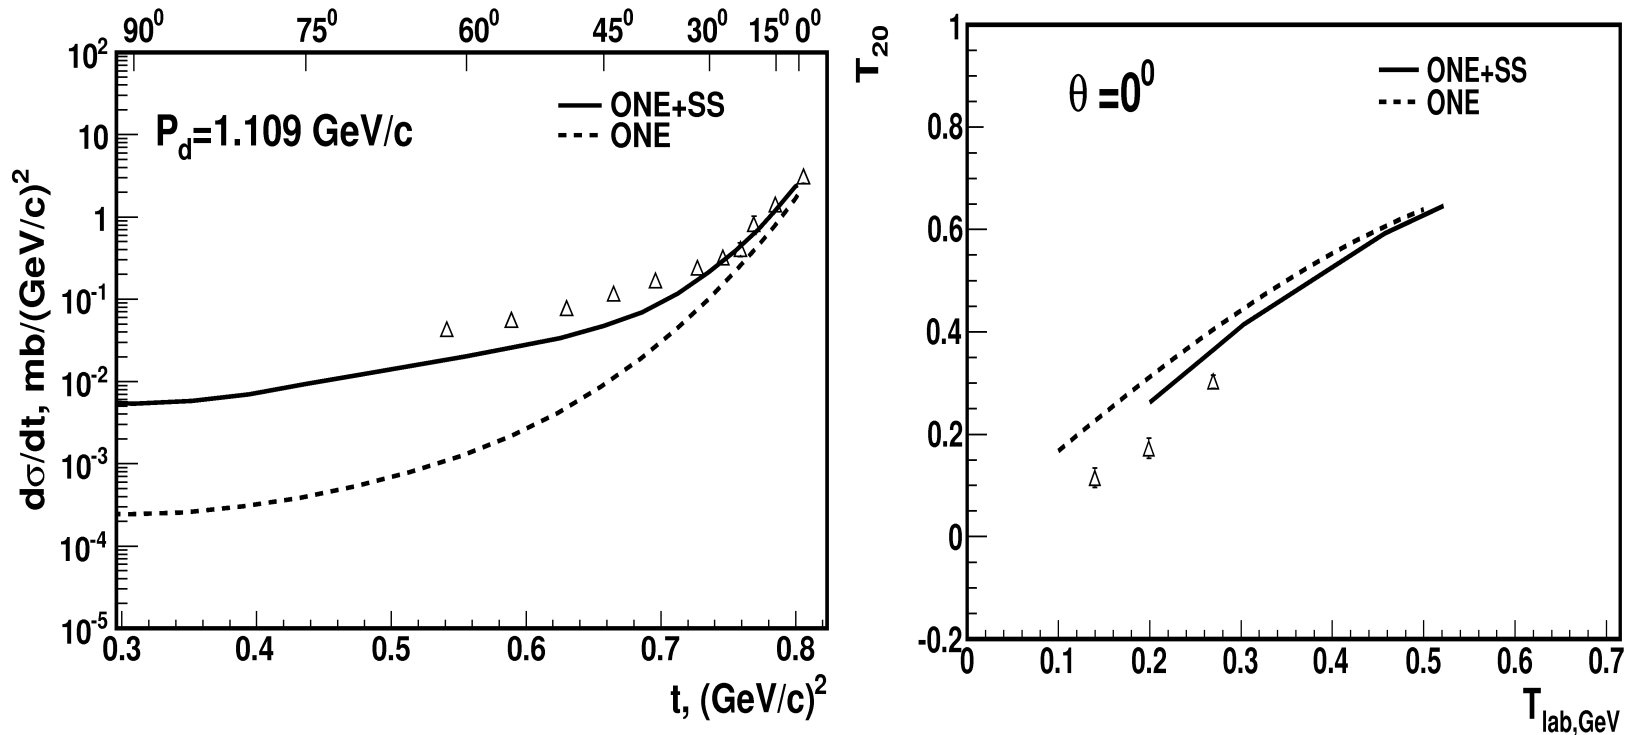 90⁰ 75⁰ 60⁰ 45⁰ 30⁰ 15⁰ 0⁰
10²
10
1
10⁻¹
10⁻²
10⁻³
10⁻⁴
10⁻⁵
dσ/dt, mb/(GeV/c)²
P_d=1.109 GeV/c
ONE+SS
ONE
0.3 0.4 0.5 0.6 0.7 0.8
t, (GeV/c)²
T₂₀
1
0.8
0.6
0.4
0.2
0
-0.2
θ =0⁰
ONE+SS
ONE
0 0.1 0.2 0.3 0.4 0.5 0.6 0.7
T_lab,GeV